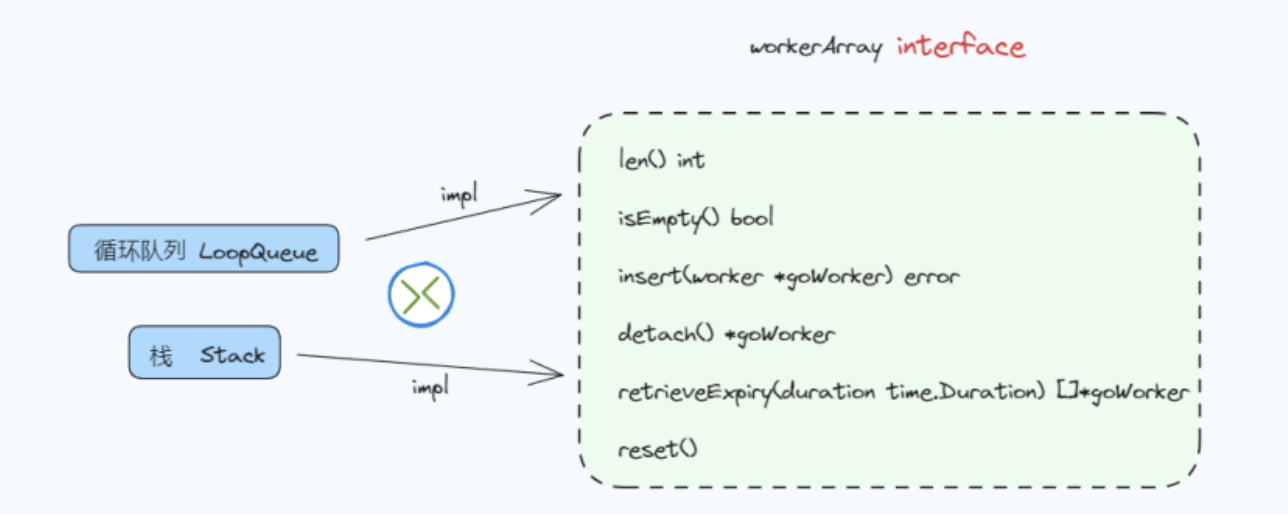 workerArray interface
len() int
isEmpty() bool
insert(worker *goWorker) error
detach() *goWorker
retrieveExpiry(duration time.Duration) []*goWorker
reset()
impl
循环队列 LoopQueue
栈 Stack
impl